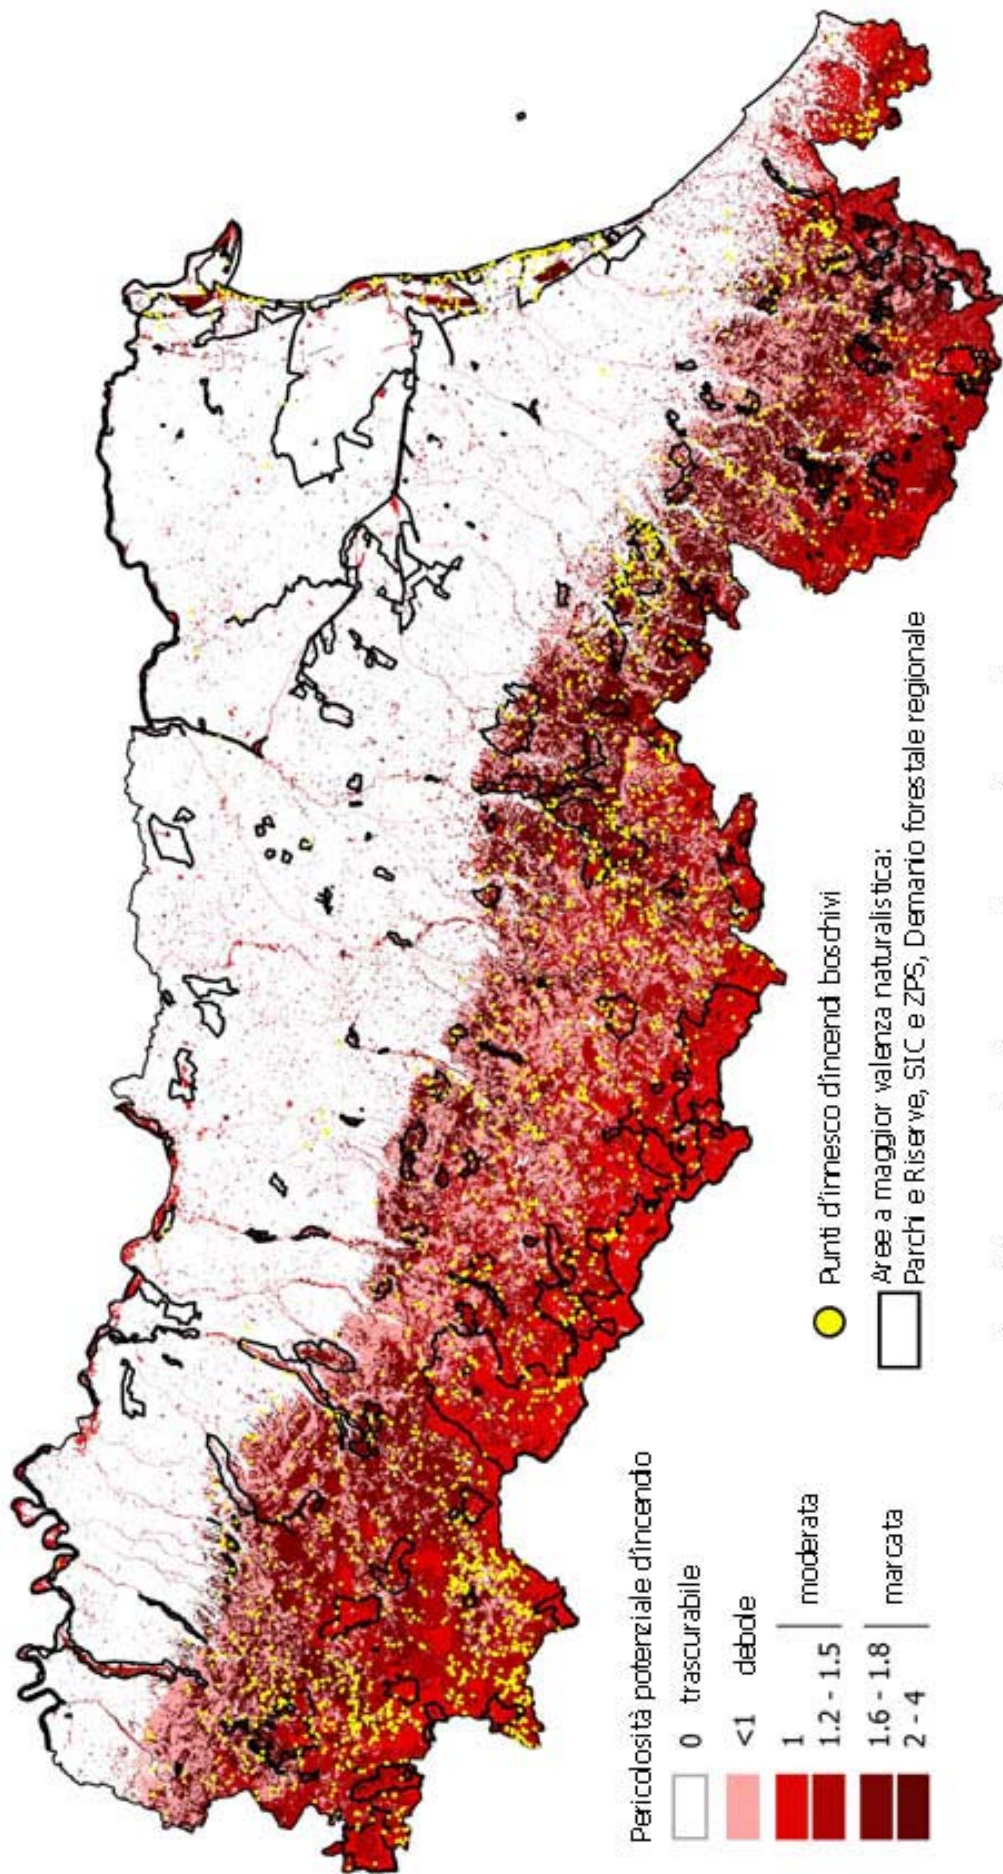 Pericolosità potenziale d'incendio
0 trascurabile
<1 debole
1
1.2 - 1.5
moderata
1.6 - 1.8
2 - 4
marcata
Punti d'innesco d'incendi boschivi
Aree a maggior valenza naturalistica:
Parchi e Riserve, SIC e ZPS, Demanio forestale regionale